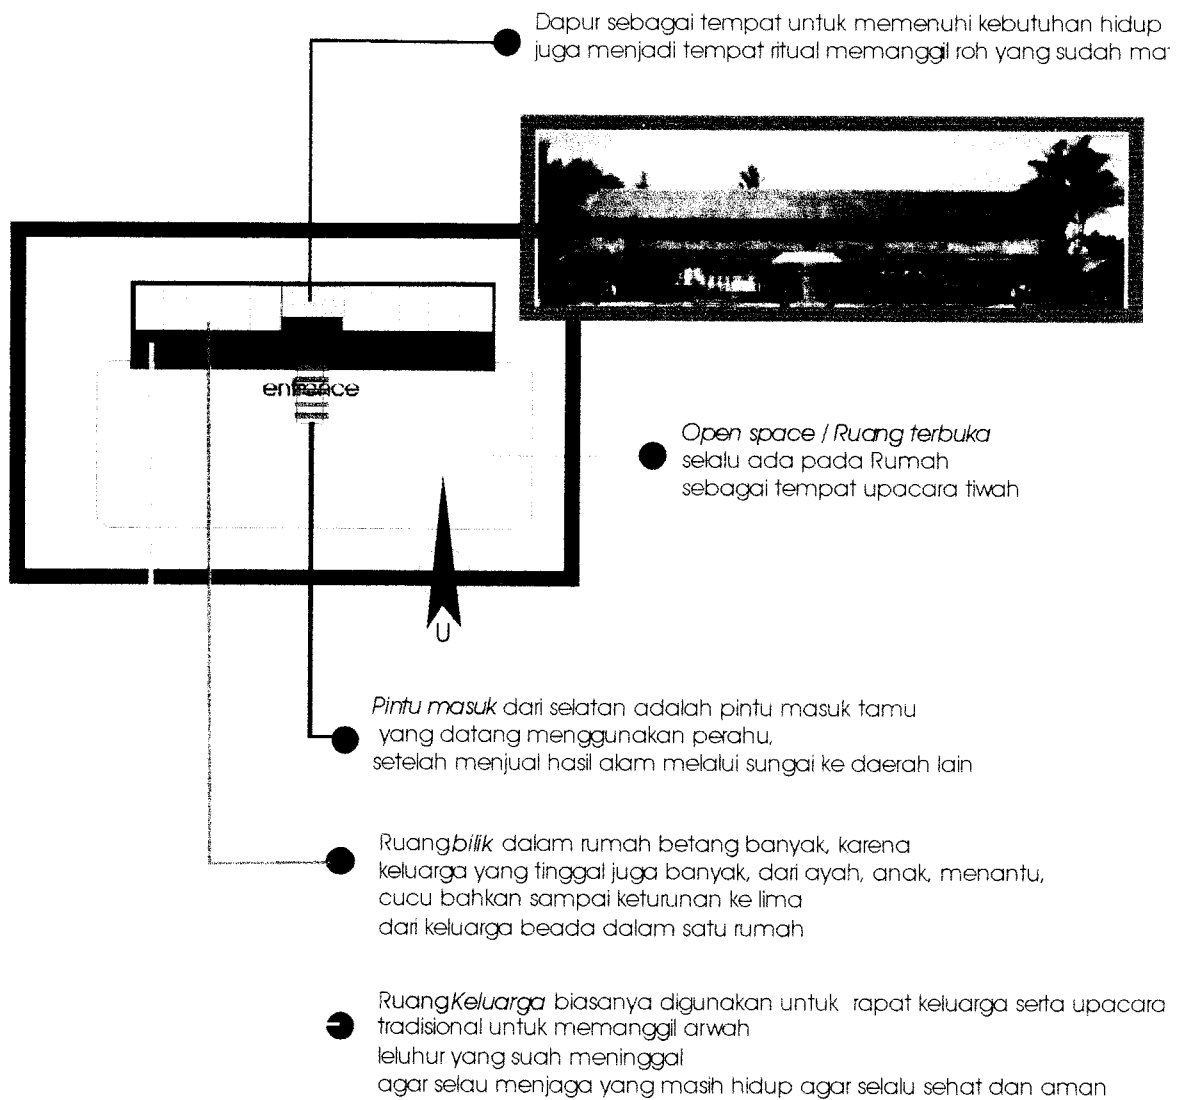 Dapur sebagai tempat untuk memenuhi kebutuhan hidup
juga menjadi tempat ritual memanggil roh yang sudah ma
entrance
Open space / Ruang terbuka
selalu ada pada Rumah
sebagai tempat upacara tiwah
U
Pintu masuk dari selatan adalah pintu masuk tamu
yang datang menggunakan perahu,
setelah menjual hasil alam melalui sungai ke daerah lain
Ruang bilik dalam rumah betang banyak, karena
keluarga yang tinggal juga banyak, dari ayah, anak, menantu,
cucu bahkan sampai keturunan ke lima
dari keluarga beada dalam satu rumah
Ruang Keluarga biasanya digunakan untuk rapat keluarga serta upacara
tradisional untuk memanggil arwah
leluhur yang suah meninggal
agar selau menjaga yang masih hidup agar selalu sehat dan aman